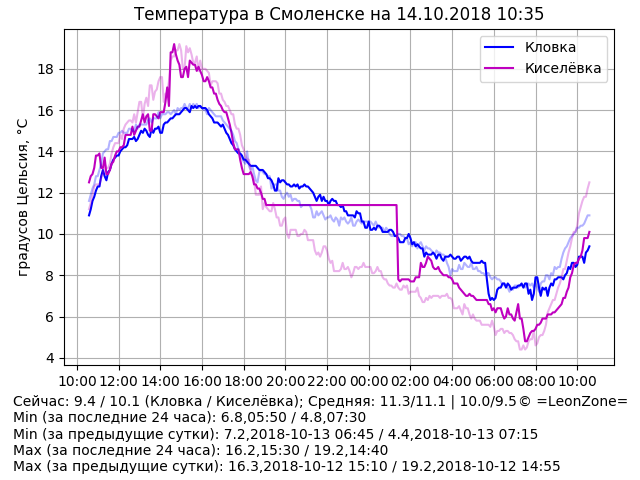 Температура в Смоленске на 14.10.2018 10:35
Кловка
Киселёвка
градусов Цельсия, °C
18
16
14
12
10
8
6
4
10:00 12:00 14:00 16:00 18:00 20:00 22:00 00:00 02:00 04:00 06:00 08:00 10:00
Сейчас: 9.4 / 10.1 (Кловка / Киселёвка); Средняя: 11.3/11.1 | 10.0/9.5© =LeonZone=
Min (за последние 24 часа): 6.8,05:50 / 4.8,07:30
Min (за предыдущие сутки): 7.2,2018-10-13 06:45 / 4.4,2018-10-13 07:15
Max (за последние 24 часа): 16.2,15:30 / 19.2,14:40
Max (за предыдущие сутки): 16.3,2018-10-12 15:10 / 19.2,2018-10-12 14:55